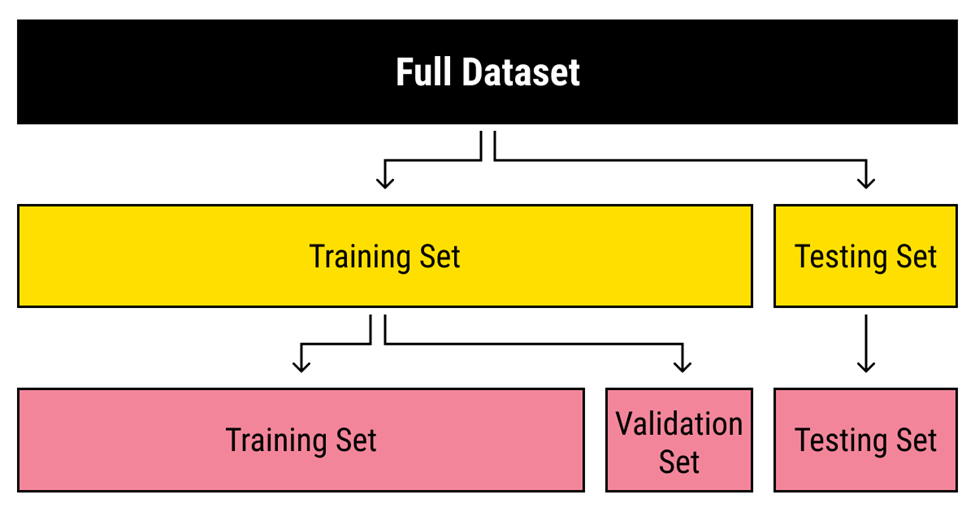 Full Dataset
Training Set
Testing Set
Training Set
Validation
Set
Testing Set